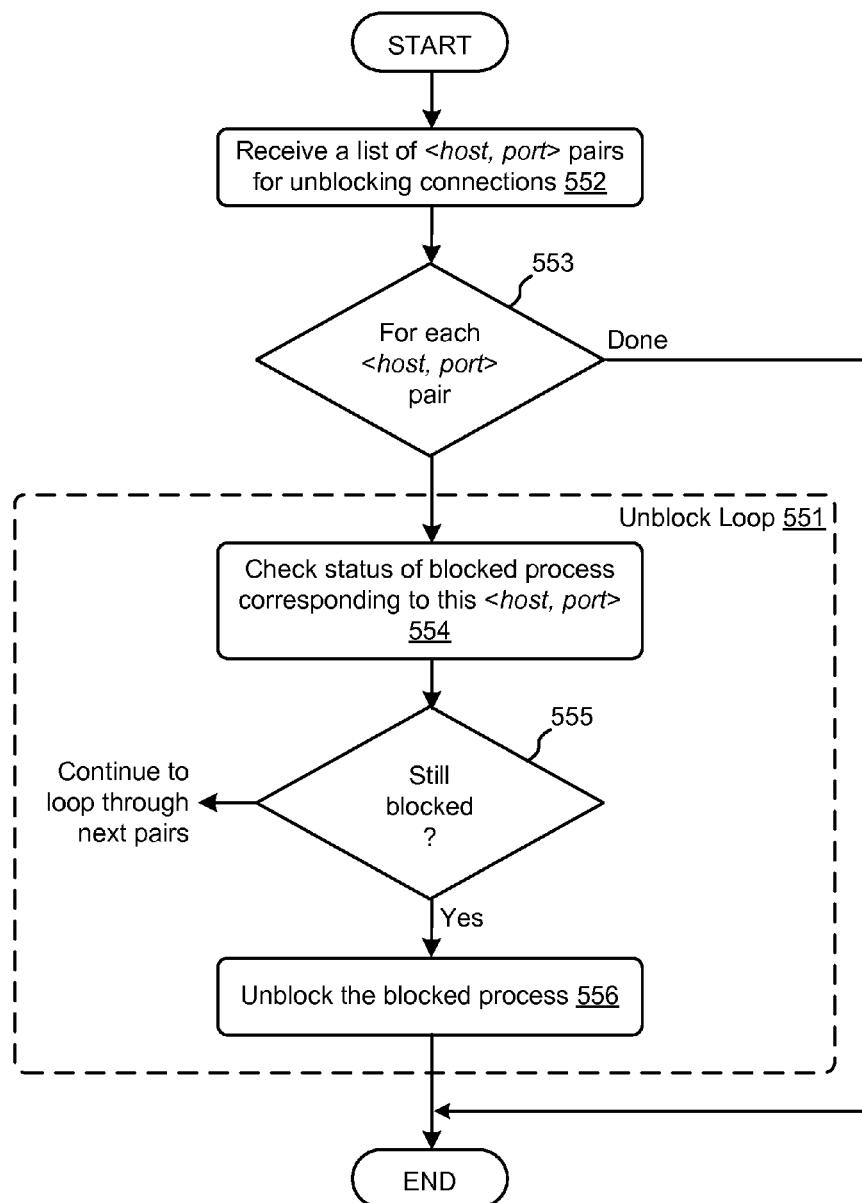 START
Receive a list of <host, port> pairs
for unblocking connections 552
553
For each
<host, port>
pair
Done
Unblock Loop 551
Check status of blocked process
corresponding to this <host, port>
554
555
Still
blocked
?
Continue to
loop through
next pairs
Yes
Unblock the blocked process 556
END